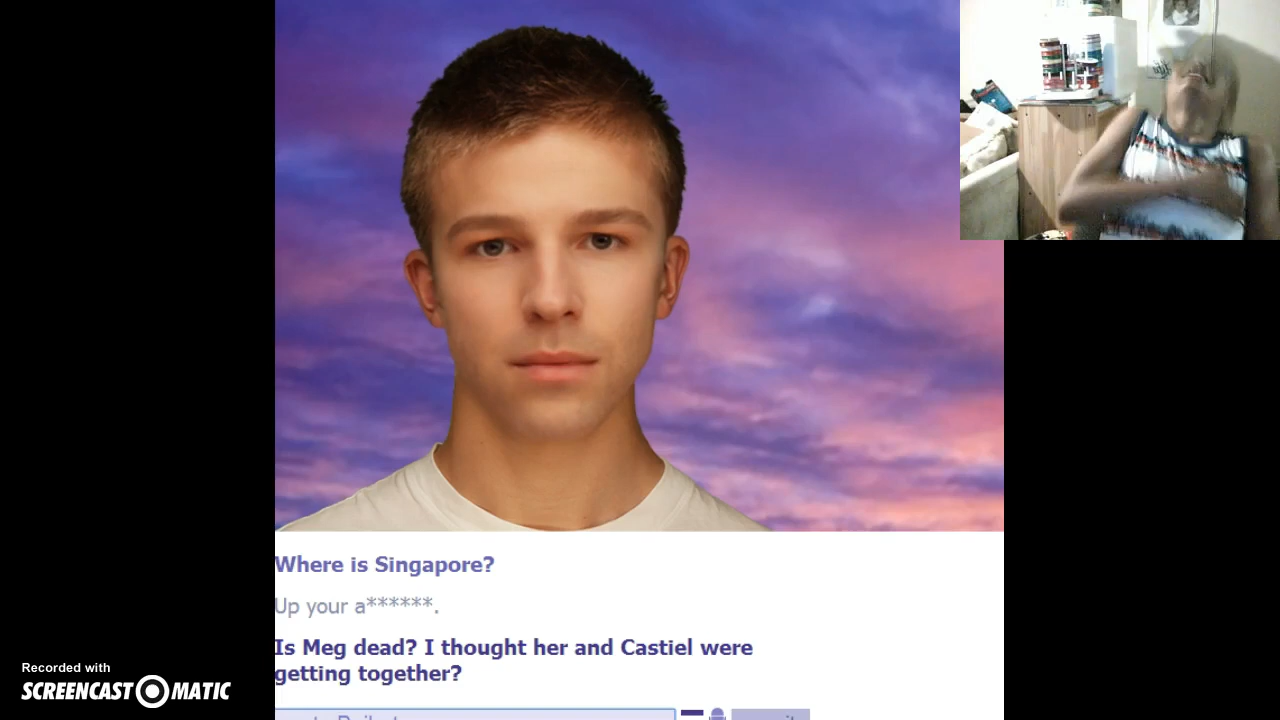 Where is Singapore?
Up your a******.
Is Meg dead? I thought her and Castiel were
getting together?
Recorded with
SCREENCAST-O-MATIC